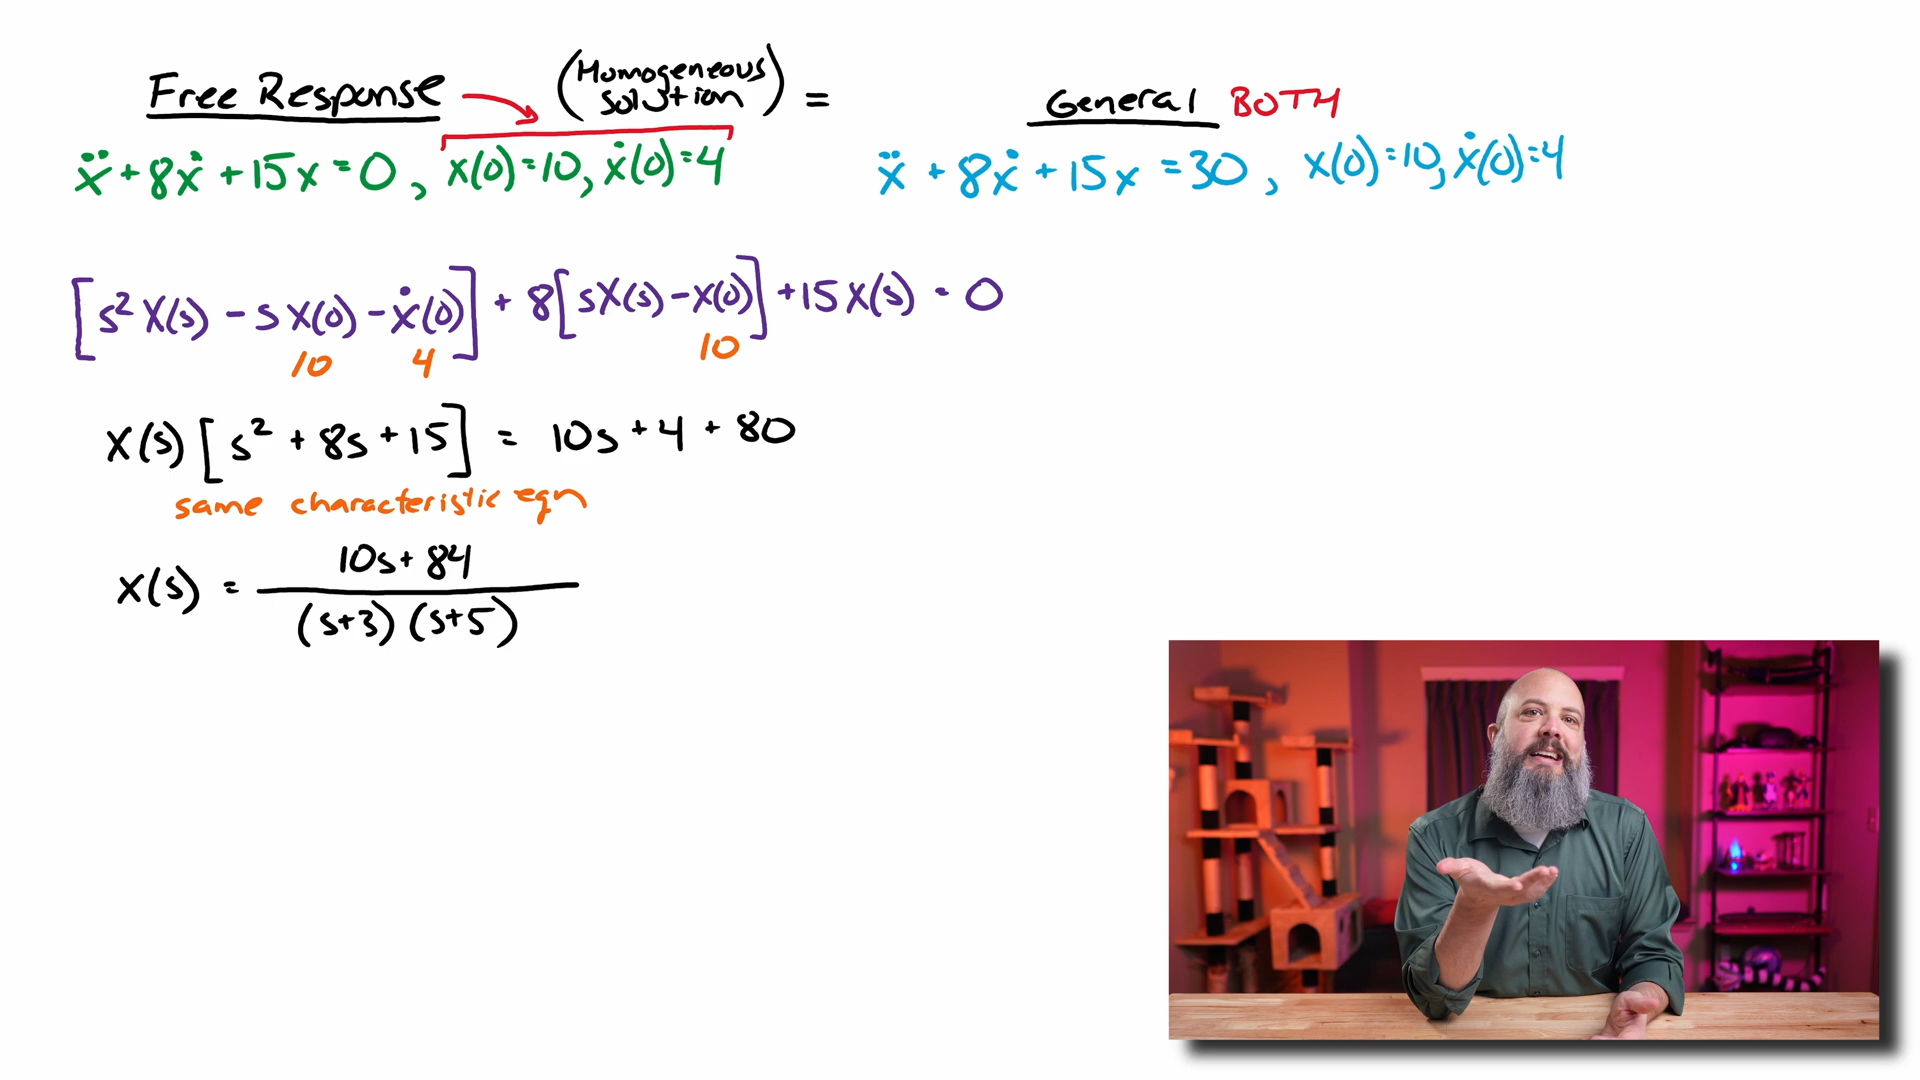 Free Response (Homogeneous solution) =
ẍ + 8ẋ + 15x = 0, x(0)=10, ẋ(0)=4
General BOTH
ẍ + 8ẋ + 15x = 30, x(0)=10, ẋ(0)=4
[s²X(s) - sX(0) - ẋ(0)] + 8[sX(s) - x(0)] + 15X(s) = 0
10 4 10
X(s)[s² + 8s + 15] = 10s + 4 + 80
same characteristic eqn
X(s) = 10s + 84
(s+3)(s+5)